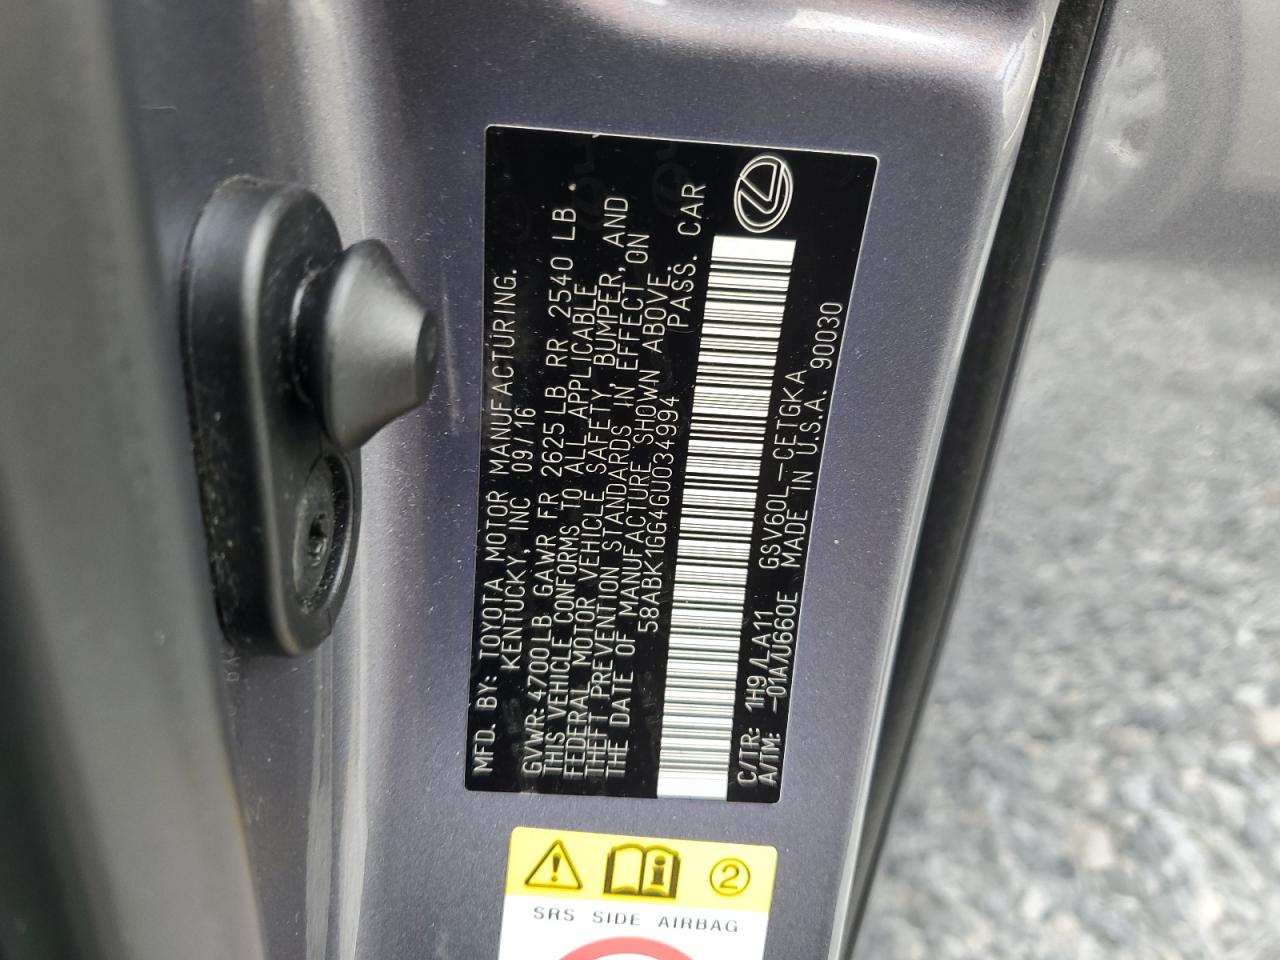 MFD. BY: TOYOTA MOTOR MANUFACTURING.
KENTUCKY, INC 09/16
GVWR: 4700LB GAWR FR 2625LB RR 2540 LB
THIS VEHICLE CONFORMS TO ALL APPLICABLE
FEDERAL MOTOR VEHICLE SAFETY, BUMPER, AND
THEFT PREVENTION STANDARDS IN EFFECT ON
THE DATE OF MANUFACTURE SHOWN ABOVE.
58ABK1GG4GU034994 PASS. CAR
C/TR: 1H9/LA11 GSV60L-CETGKA
A/TM: -01A/U660E MADE IN U.S.A. 90030
2
SRS SIDE AIRBAG